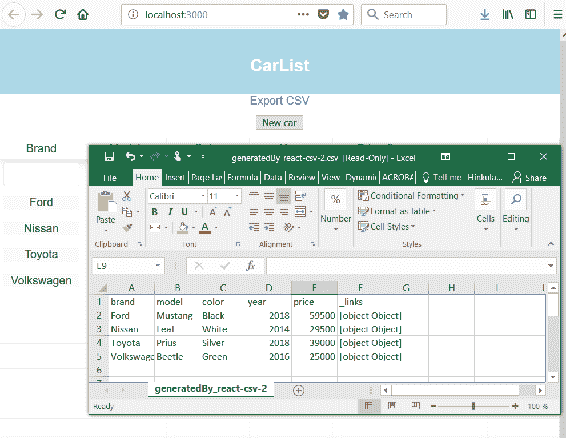 localhost:3000
Search
CarList
Export CSV
New car
Brand
Ford
Nissan
Toyota
Volkswagen
generatedBy_react-csv-2.csv [Read-Only] - Excel
File Home Insert Page Lay Formula Data Review View Dynamic ACROBA Tell me Hinkula... Share
Paste
Clipboard
Calibri 11
B I U A A
Font
Alignment
%
Number
Conditional Formatting
Format as Table
Cell Styles
Styles
Cells
Editing
E9 fx
A B C D E F G H I
1 brand model color year price _links
2 Ford Mustang Black 2018 59500 [object Object]
3 Nissan Leaf White 2014 29500 [object Object]
4 Toyota Prius Silver 2018 39000 [object Object]
5 Volkswage Beetle Green 2016 25000 [object Object]
6
generatedBy_react-csv-2
Ready 100 %